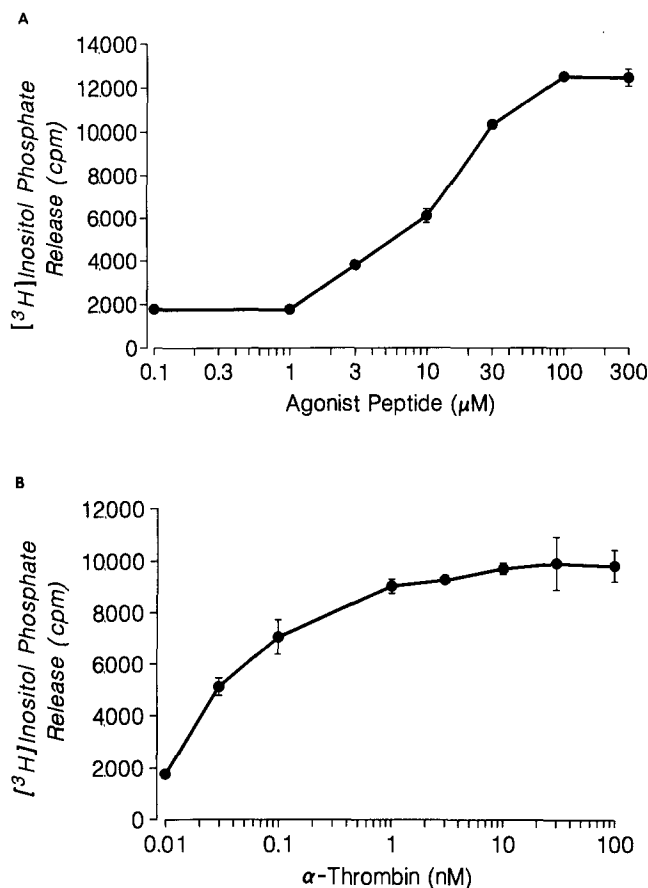 A
[³H]Inositol Phosphate
Release (cpm)
14000
12000
10000
8000
6000
4000
2000
0
0.1 0.3 1 3 10 30 100 300
Agonist Peptide (μM)
B
[³H]Inositol Phosphate
Release (cpm)
12000
10000
8000
6000
4000
2000
0
0.01 0.1 1 10 100
α-Thrombin (nM)